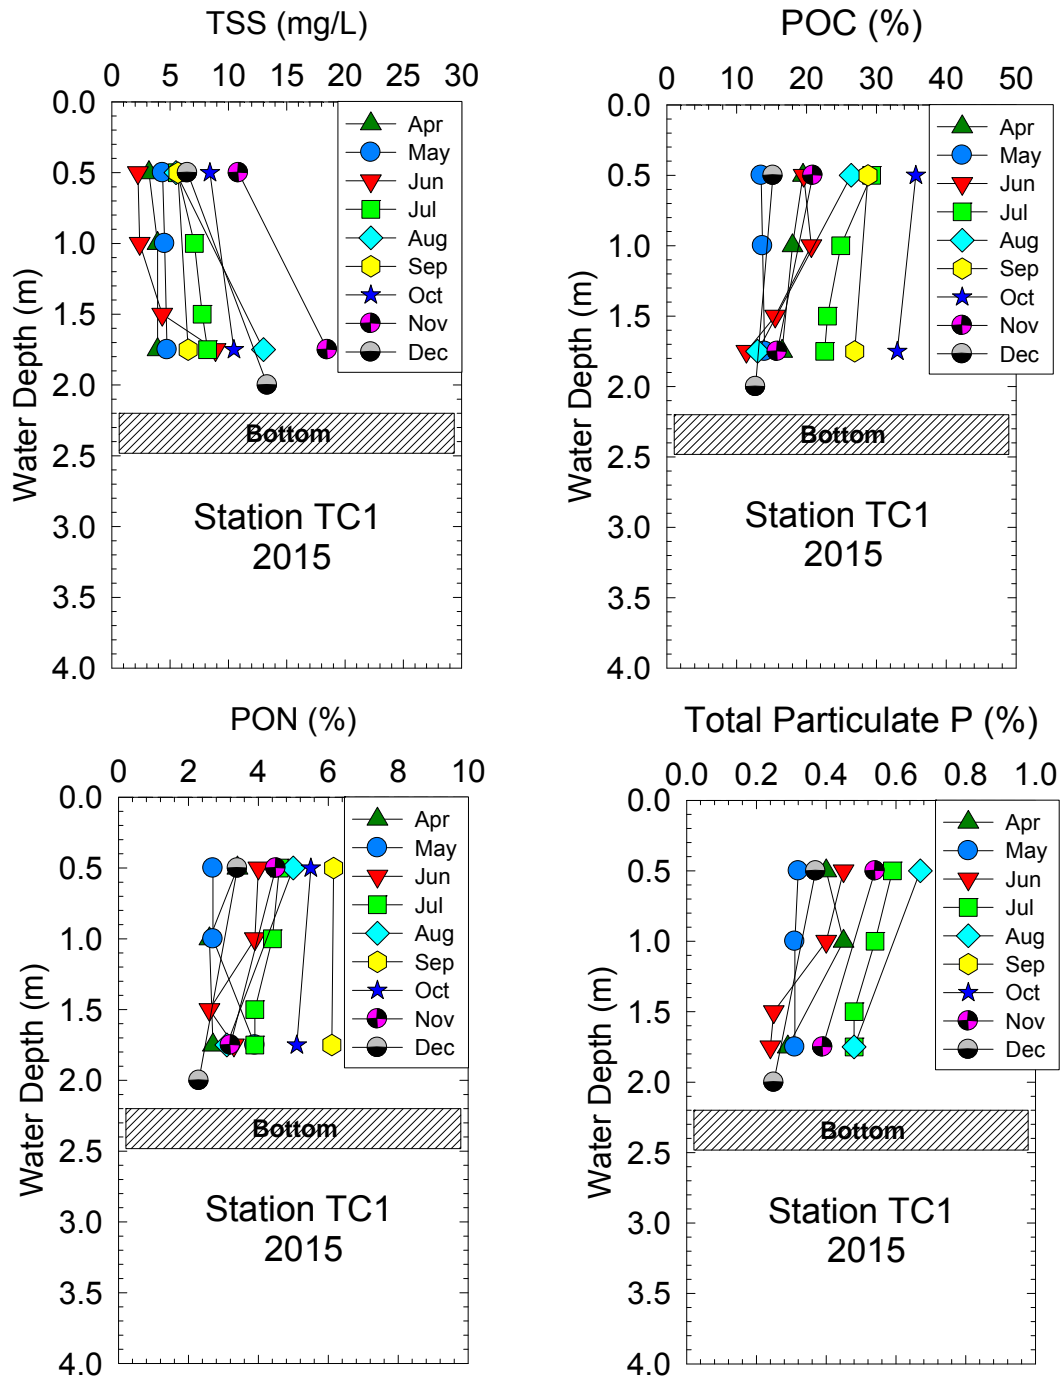 TSS (mg/L)
0 5 10 15 20 25 30
0.0
0.5
1.0
1.5
2.0
2.5
3.0
3.5
4.0
Water Depth (m)
Apr
May
Jun
Jul
Aug
Sep
Oct
Nov
Dec
Bottom
Station TC1
2015
POC (%)
0 10 20 30 40 50
0.0
0.5
1.0
1.5
2.0
2.5
3.0
3.5
4.0
Water Depth (m)
Apr
May
Jun
Jul
Aug
Sep
Oct
Nov
Dec
Bottom
Station TC1
2015
PON (%)
0 2 4 6 8 10
0.0
0.5
1.0
1.5
2.0
2.5
3.0
3.5
4.0
Water Depth (m)
Apr
May
Jun
Jul
Aug
Sep
Oct
Nov
Dec
Bottom
Station TC1
2015
Total Particulate P (%)
0.0 0.2 0.4 0.6 0.8 1.0
0.0
0.5
1.0
1.5
2.0
2.5
3.0
3.5
4.0
Water Depth (m)
Apr
May
Jun
Jul
Aug
Sep
Oct
Nov
Dec
Bottom
Station TC1
2015